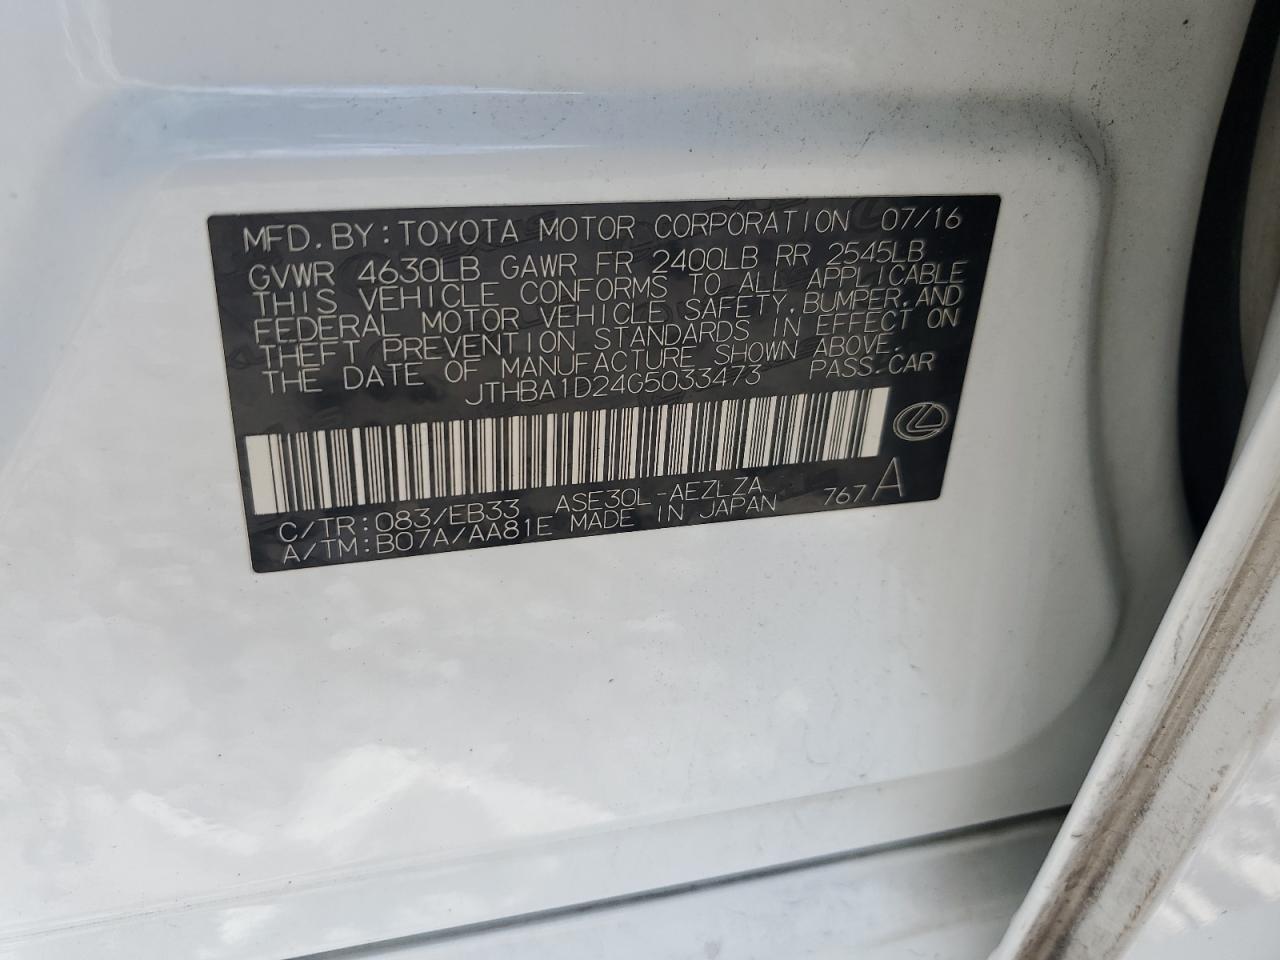 MFD.BY:TOYOTA MOTOR CORPORATION 07/16
GVWR 4630LB GAWR FR 2400LB RR 2545LB
THIS VEHICLE CONFORMS TO ALL APPLICABLE
FEDERAL MOTOR VEHICLE SAFETY,BUMPER,AND
THEFT PREVENTION STANDARDS IN EFFECT ON
THE DATE OF MANUFACTURE SHOWN ABOVE.
JTHBA1D24G5033473 PASS.CAR
C/TR:083/EB33 ASE30L-AEZLZA 767 A
A/TM:B07A/AA81E MADE IN JAPAN